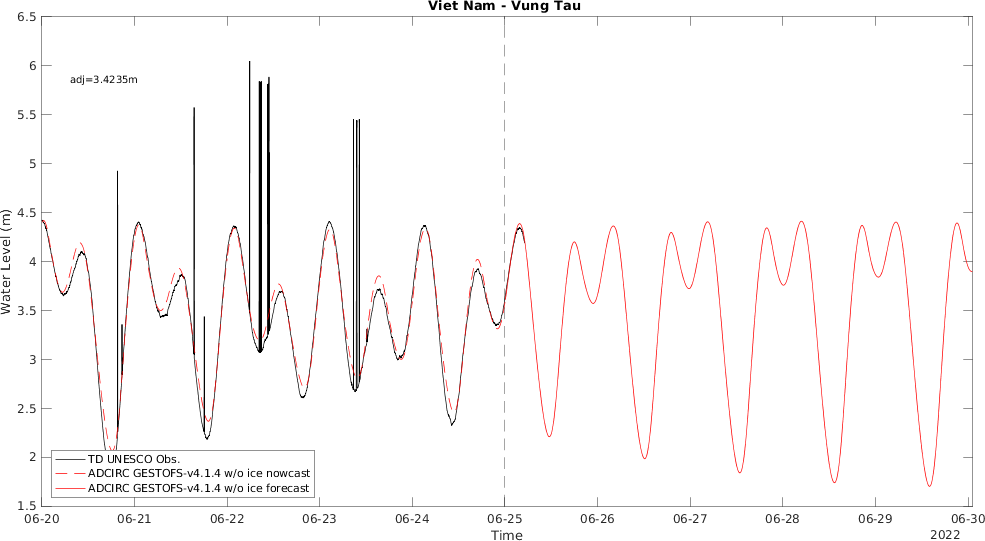 Viet Nam - Vung Tau
6.5
6
adj=3.4235m
5.5
5
4.5
4
3.5
3
2.5
2
1.5
Water Level (m)
TD UNESCO Obs.
ADCIRC GESTOFS-v4.1.4 w/o ice nowcast
ADCIRC GESTOFS-v4.1.4 w/o ice forecast
06-20 06-21 06-22 06-23 06-24 06-25 06-26 06-27 06-28 06-29 06-30
Time
2022